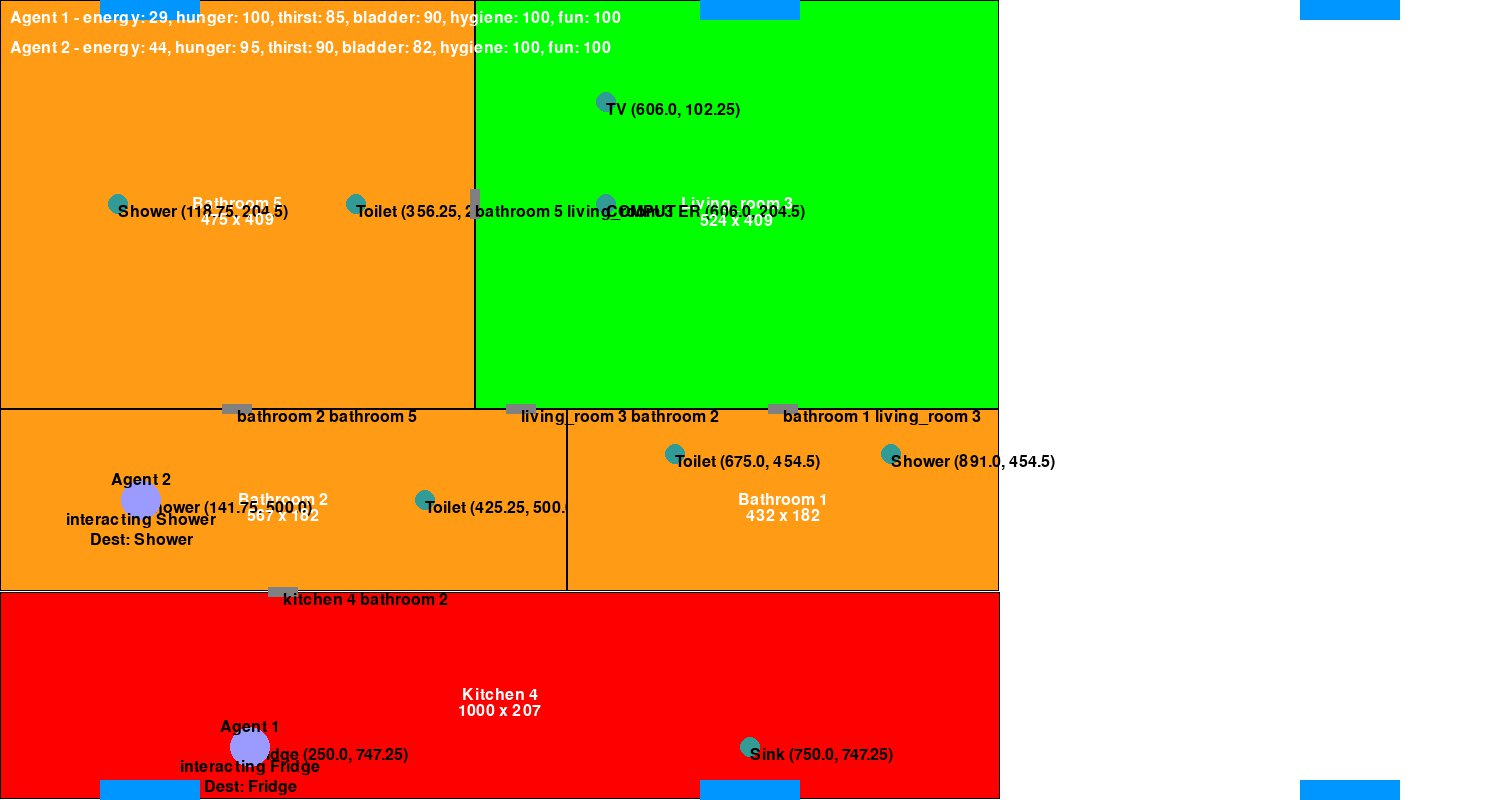 Agent 1 - energy: 29, hunger: 100, thirst: 85, bladder: 90, hygiene: 100, fun: 100
Agent 2 - energy: 44, hunger: 95, thirst: 90, bladder: 82, hygiene: 100, fun: 100
TV (606.0, 102.25)
Bathroom 5
Living_room 3
Shower (118.75, 204.5)
Toilet (356.25, 2
bathroom 5 living_room 3
COMPUTER (606.0, 204.5)
475 x 409
524 x 409
bathroom 2 bathroom 5
living_room 3 bathroom 2
bathroom 1 living_room 3
Toilet (675.0, 454.5)
Shower (891.0, 454.5)
Agent 2
Bathroom 2
Bathroom 1
ower (141.75, 500.0)
Toilet (425.25, 500.
567 x 182
432 x 182
interacting Shower
Dest: Shower
kitchen 4 bathroom 2
Kitchen 4
1000 x 207
Agent 1
idge (250.0, 747.25)
Sink (750.0, 747.25)
interacting Fridge
Dest: Fridge